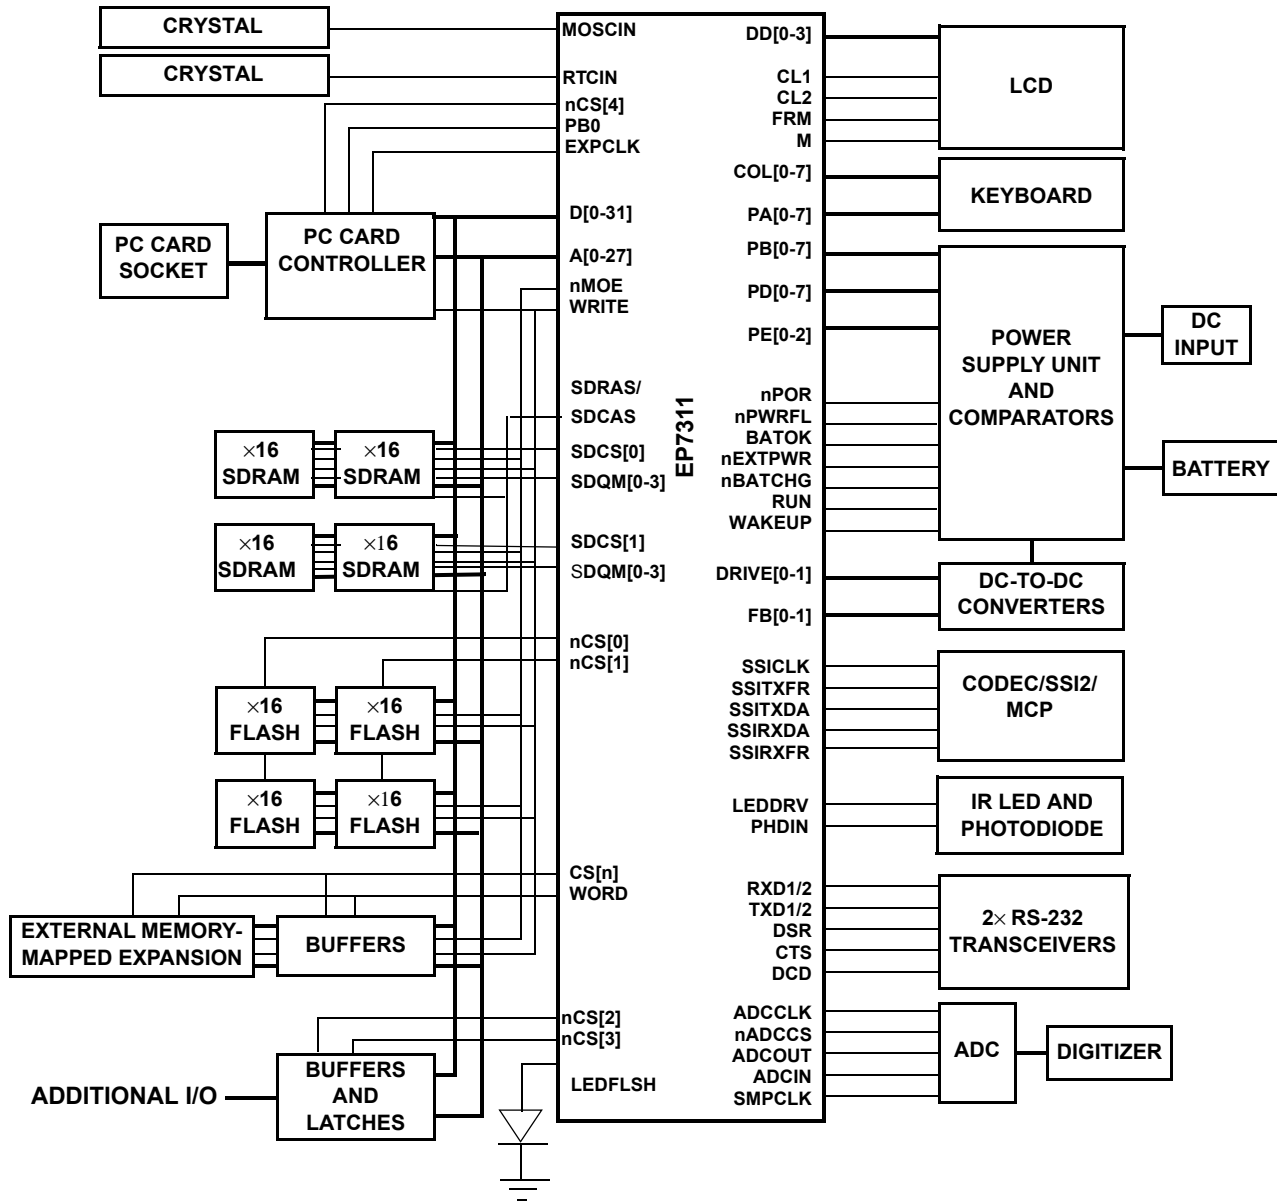 CRYSTAL
CRYSTAL
PC CARD
SOCKET
PC CARD
CONTROLLER
×16
SDRAM
×16
SDRAM
×16
SDRAM
×16
SDRAM
×16
FLASH
×16
FLASH
×16
FLASH
×16
FLASH
EXTERNAL MEMORY-
MAPPED EXPANSION
BUFFERS
ADDITIONAL I/O
BUFFERS
AND
LATCHES
MOSCIN
RTCIN
nCS[4]
PB0
EXPCLK
D[0-31]
A[0-27]
nMOE
WRITE
SDRAS/
SDCAS
SDCS[0]
SDQM[0-3]
SDCS[1]
SDQM[0-3]
nCS[0]
nCS[1]
CS[n]
WORD
nCS[2]
nCS[3]
LEDFLSH
EP7311
DD[0-3]
CL1
CL2
FRM
M
COL[0-7]
PA[0-7]
PB[0-7]
PD[0-7]
PE[0-2]
nPOR
nPWRFL
BATOK
nEXTPWR
nBATCHG
RUN
WAKEUP
DRIVE[0-1]
FB[0-1]
SSICLK
SSITXFR
SSITXDA
SSIRXDA
SSIRXFR
LEDDRV
PHDIN
RXD1/2
TXD1/2
DSR
CTS
DCD
ADCCLK
nADCCS
ADCOUT
ADCIN
SMPCLK
LCD
KEYBOARD
POWER
SUPPLY UNIT
AND
COMPARATORS
DC
INPUT
BATTERY
DC-TO-DC
CONVERTERS
CODEC/SSI2/
MCP
IR LED AND
PHOTODIODE
2× RS-232
TRANSCEIVERS
ADC
DIGITIZER